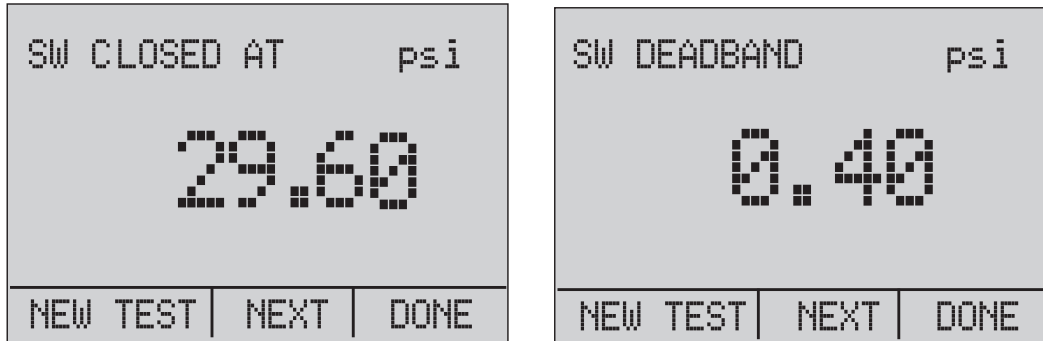 SW CLOSED AT psi
29.60
NEW TEST NEXT DONE
SW DEADBAND psi
0.40
NEW TEST NEXT DONE